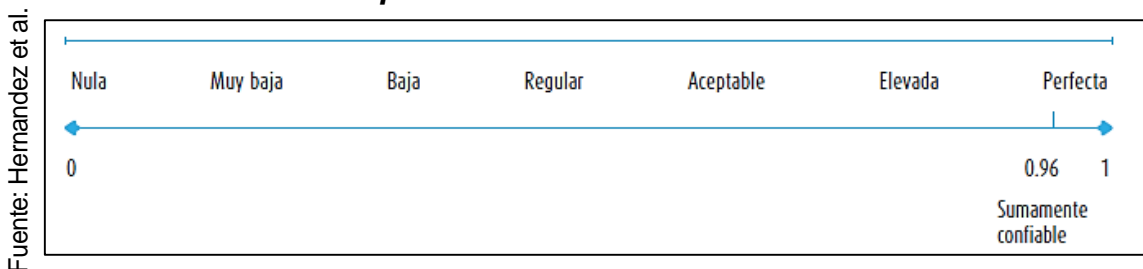 Fuente: Hernandez et al.
Nula Muy baja Baja Regular Aceptable Elevada Perfecta
0 0.96 1
Sumamente
confiable